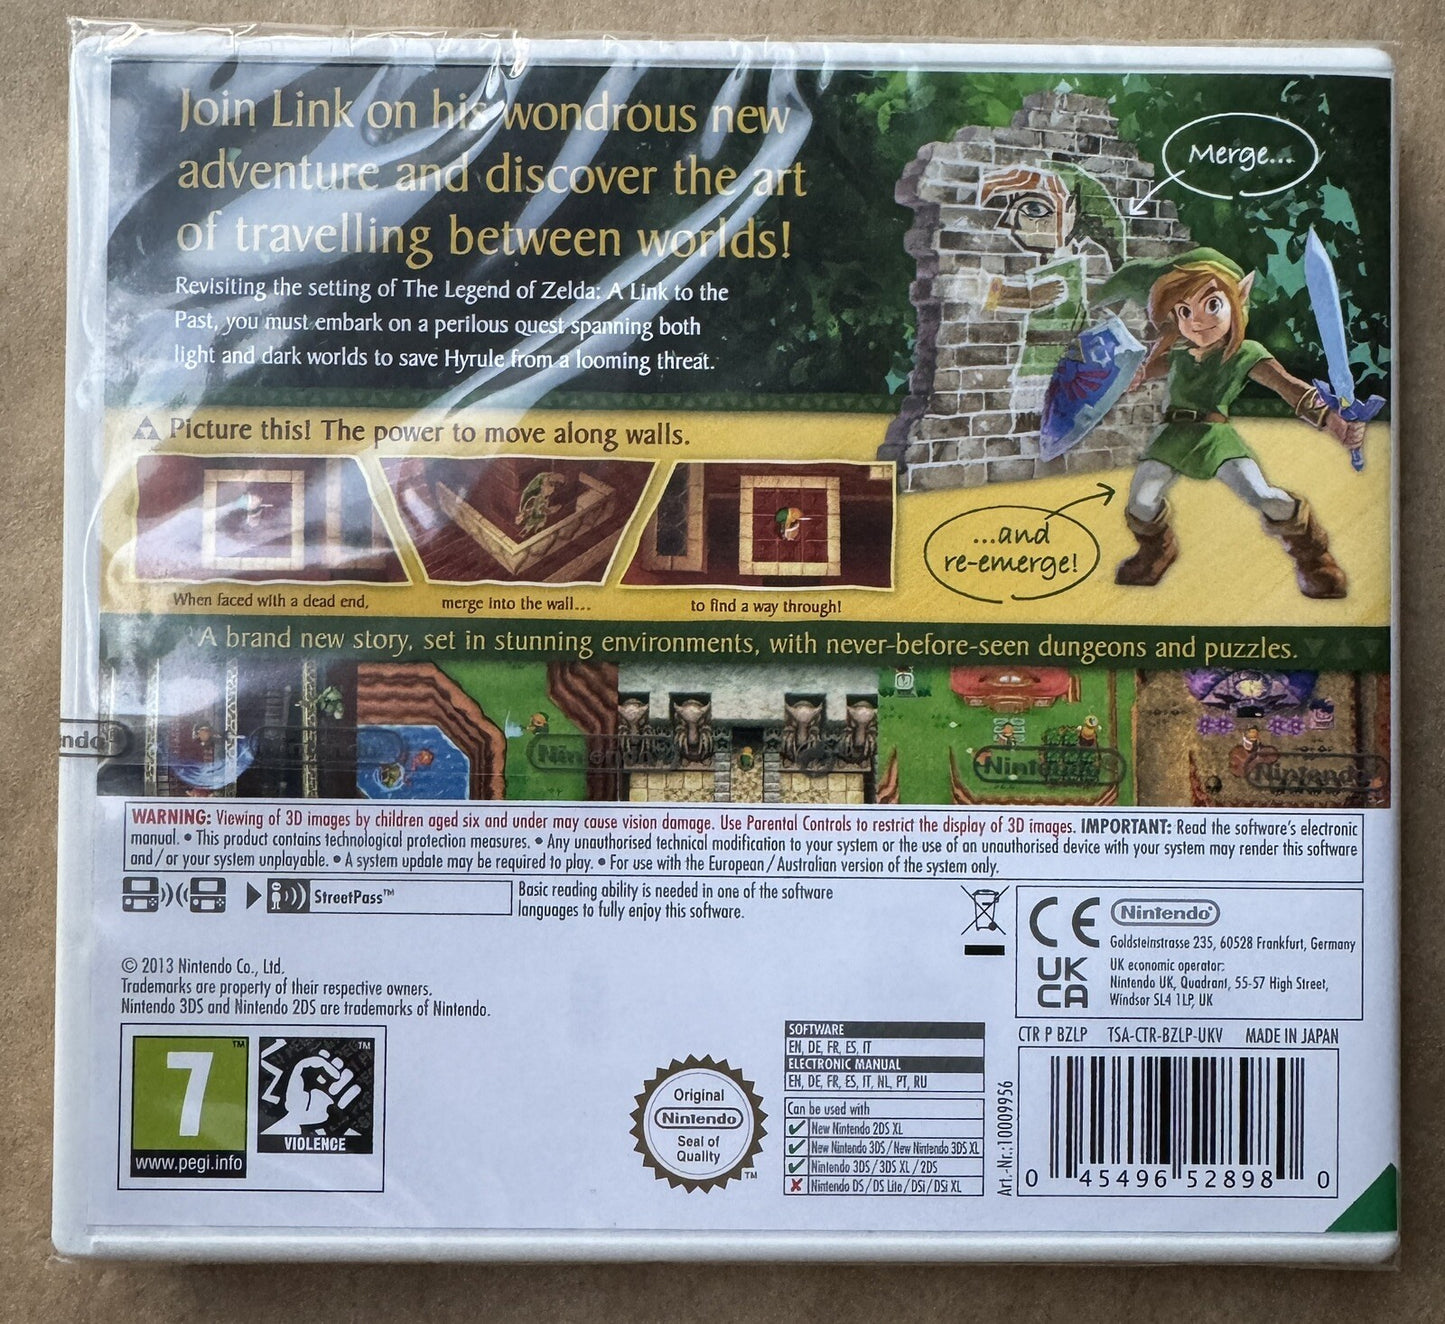 Join Link on his wondrous new
adventure and discover the art
of travelling between worlds!
Revisiting the setting of The Legend of Zelda: A Link to the
Past, you must embark on a perilous quest spanning both
light and dark worlds to save Hyrule from a looming threat.
Merge...
Picture this! The power to move along walls.
...and
re-emerge!
When faced with a dead end,
merge into the wall...
to find a way through!
A brand new story, set in stunning environments, with never-before-seen dungeons and puzzles.
Nintendo
Nintendo
Nintendo
WARNING: Viewing of 3D images by children aged six and under may cause vision damage. Use Parental Controls to restrict the display of 3D images. IMPORTANT: Read the software's electronic
manual. • This product contains technological protection measures. • Any unauthorised technical modification to your system or the use of an unauthorised device with your system may render this software
and/or your system unplayable. • A system update may be required to play. • For use with the European/Australian version of the system only.
StreetPass™
Basic reading ability is needed in one of the software
languages to fully enjoy this software.
CE
Nintendo®
Goldsteinstrasse 235, 60528 Frankfurt, Germany
UK
CA
UK economic operator:
Nintendo UK, Quadrant, 55-57 High Street,
Windsor SL4 1LP, UK
© 2013 Nintendo Co., Ltd.
Trademarks are property of their respective owners.
Nintendo 3DS and Nintendo 2DS are trademarks of Nintendo.
CTR P BZLP TSA-CTR-BZLP-UKV MADE IN JAPAN
7
TM
www.pegi.info
TM
VIOLENCE
Original
Nintendo®
Seal of
Quality
TM
SOFTWARE
EN, DE, FR, ES, IT
ELECTRONIC MANUAL
EN, DE, FR, ES, IT, NL, PT, RU
Can be used with
New Nintendo 2DS XL
New Nintendo 3DS/New Nintendo 3DS XL
Nintendo 3DS/3DS XL/2DS
Nintendo DS/DS Lite/DSi/DSi XL
Art.-Nr.:10009956
0 45496 52898 0